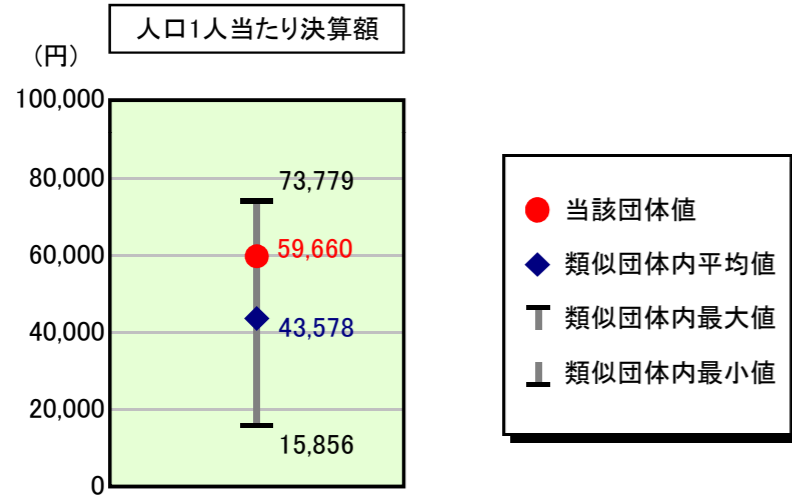 人口1人当たり決算額
（円）
100,000
80,000
60,000
40,000
20,000
0
73,779
59,660
43,578
15,856
当該団体値
類似団体内平均値
類似団体内最大値
類似団体内最小値